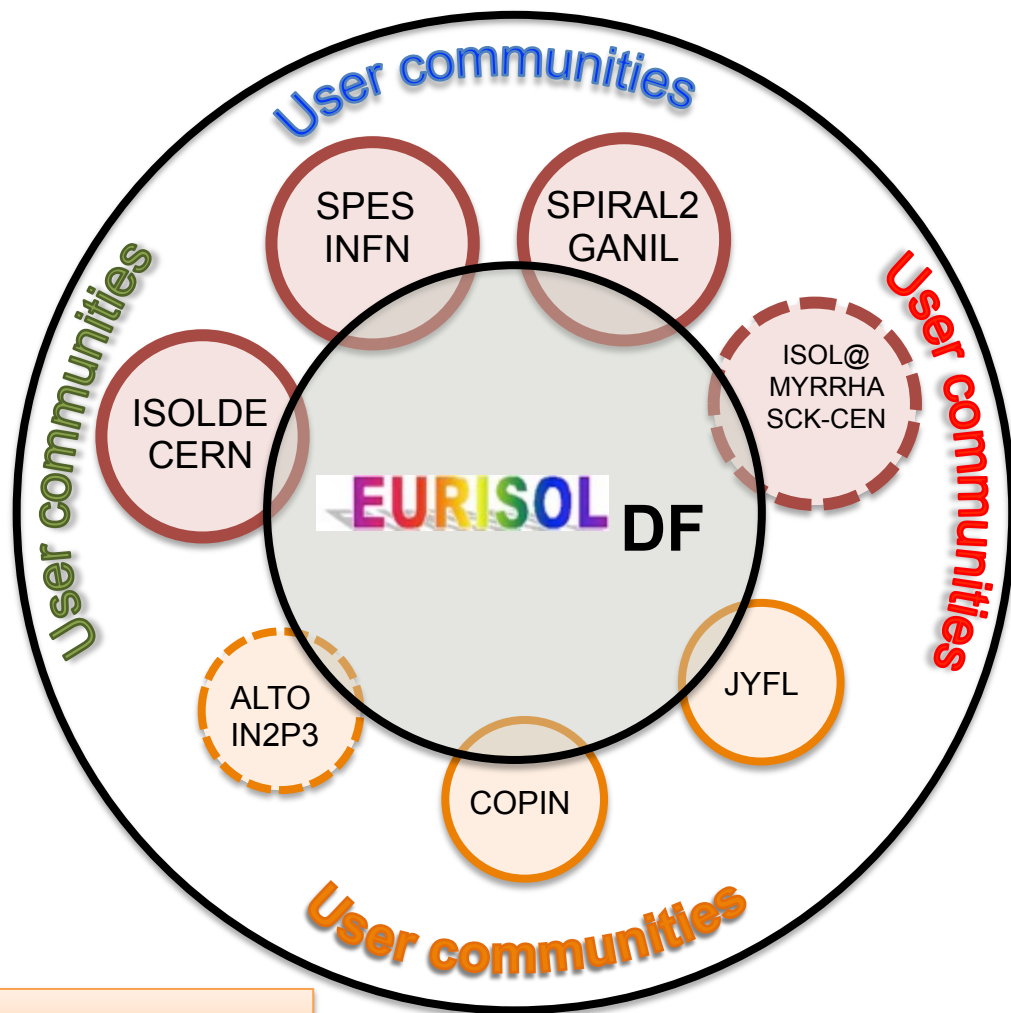 User communities
SPES
INFN
SPIRAL2
GANIL
User communities
User communities
ISOL@
MYRRHA
SCK-CEN
ISOLDE
CERN
EURISOL DF
ALTO
IN2P3
JYFL
COPIN
User communities